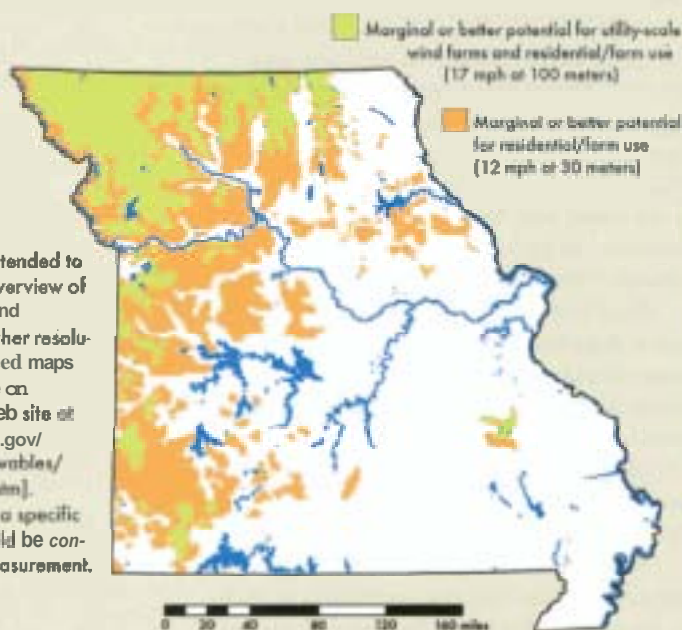 Marginal or better potential for utility-scale
wind farms and residential/farm use
(17 mph at 100 meters)
Marginal or better potential
for residential/farm use
(12 mph at 30 meters)
tended to
verview of
nd
her resolu-
ed maps
on
eb site at
.gov/
wables/
tm].
a specific
ld be con-
asurement.
0 20 40 80 120 160 miles